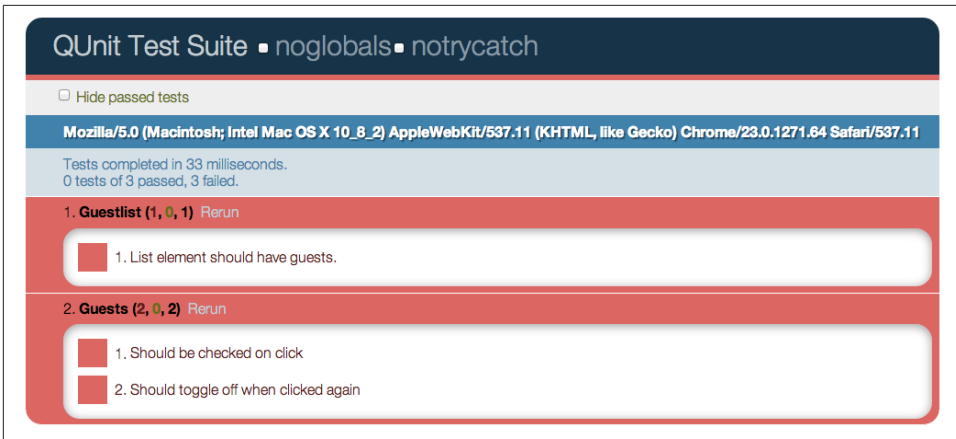 QUnit Test Suite noglobals notrycatch
Hide passed tests
Mozilla/5.0 (Macintosh; Intel Mac OS X 10_8_2) AppleWebKit/537.11 (KHTML, like Gecko) Chrome/23.0.1271.64 Safari/537.11
Tests completed in 33 milliseconds.
0 tests of 3 passed, 3 failed.
1. Guestlist (1, 0, 1) Rerun
1. List element should have guests.
2. Guests (2, 0, 2) Rerun
1. Should be checked on click
2. Should toggle off when clicked again